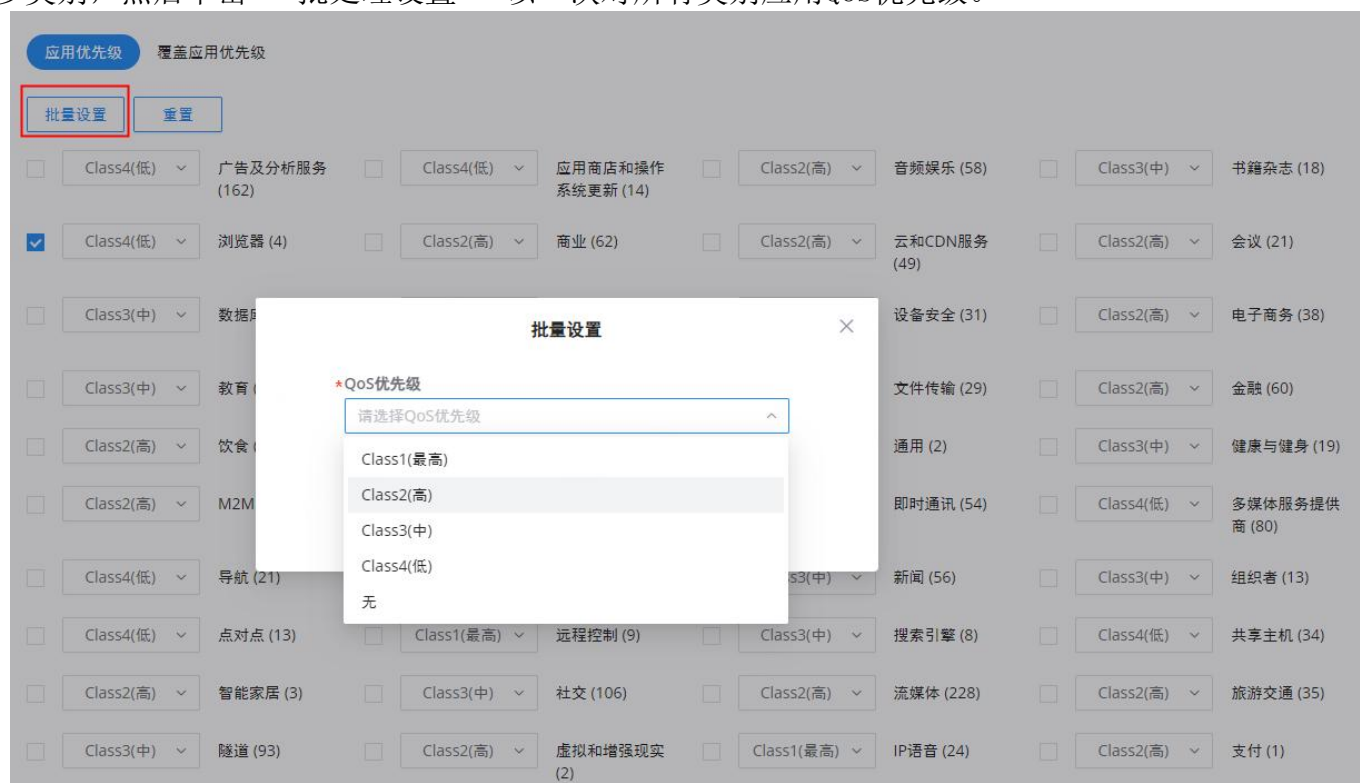 应用优先级 覆盖应用优先级
批量设置 重置
Class4(低) 广告及分析服务 Class4(低) 应用商店和操作 Class2(高) 音频娱乐 (58) Class3(中) 书籍杂志 (18)
(162) 系统更新 (14)
Class4(低) 浏览器 (4) Class2(高) 商业 (62) Class2(高) 云和CDN服务 Class2(高) 会议 (21)
(49)
Class3(中) 设备安全 (31) Class2(高) 电子商务 (38)
批量设置
Class3(中) 教育 文件传输 (29) Class2(高) 金融 (60)
*QoS优先级
请选择QoS优先级
Class2(高) 饮食 通用 (2) Class3(中) 健康与健身 (19)
Class1(最高)
Class2(高) M2M 即时通讯 (54) Class4(低) 多媒体服务提供
商 (80)
Class2(高)
Class3(中)
Class4(低)
无
Class4(低) 导航 (21) 新闻 (56) Class3(中) 组织者 (13)
Class4(低) 点对点 (13) Class1(最高) 远程控制 (9) Class3(中) 搜索引擎 (8) Class4(低) 共享主机 (34)
Class2(高) 智能家居 (3) Class3(中) 社交 (106) Class2(高) 流媒体 (228) Class2(高) 旅游交通 (35)
Class3(中) 隧道 (93) Class2(高) 虚拟和增强现实 Class1(最高) IP语音 (24) Class2(高) 支付 (1)
(2)